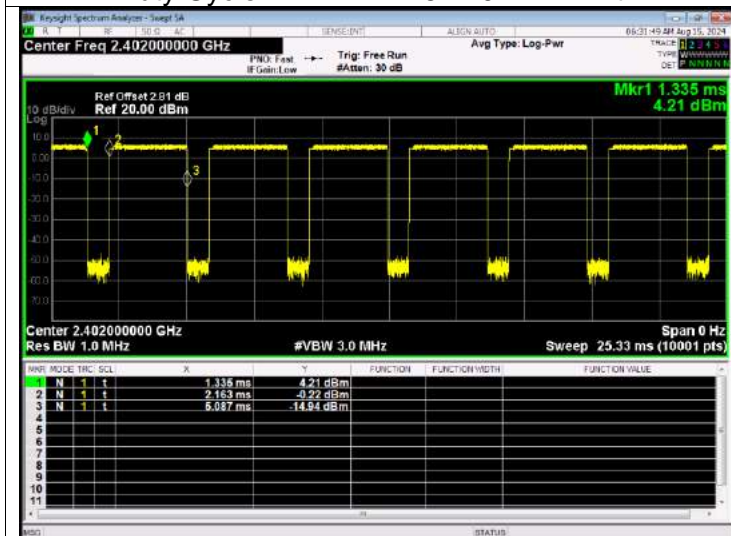 Keysight Spectrum Analyzer - Swept SA
R T RF 50 Ω AC SENSE:INT ALIGN AUTO 06:31:49 AM Aug 15, 2024
Center Freq 2.402000000 GHz Avg Type: Log-Pwr TRACE 1 2 3 4 5 6
PNO: Fast Trig: Free Run TYPE WWWWWW
IFGain:Low #Atten: 30 dB DET P N N N N N
Mkr1 1.335 ms
Ref Offset 2.81 dB
10 dB/div Ref 20.00 dBm 4.21 dBm
Log
10.0
0.00
-10.0
-20.0
-30.0
-40.0
-50.0
-60.0
-70.0
1
2
3
Center 2.402000000 GHz Span 0 Hz
Res BW 1.0 MHz #VBW 3.0 MHz Sweep 25.33 ms (10001 pts)
MKR MODE TRC SCL X Y FUNCTION FUNCTION WIDTH FUNCTION VALUE
1 N 1 t 1.335 ms 4.21 dBm
2 N 1 t 2.163 ms -0.22 dBm
3 N 1 t 5.087 ms -14.94 dBm
4
5
6
7
8
9
10
11
MSG STATUS